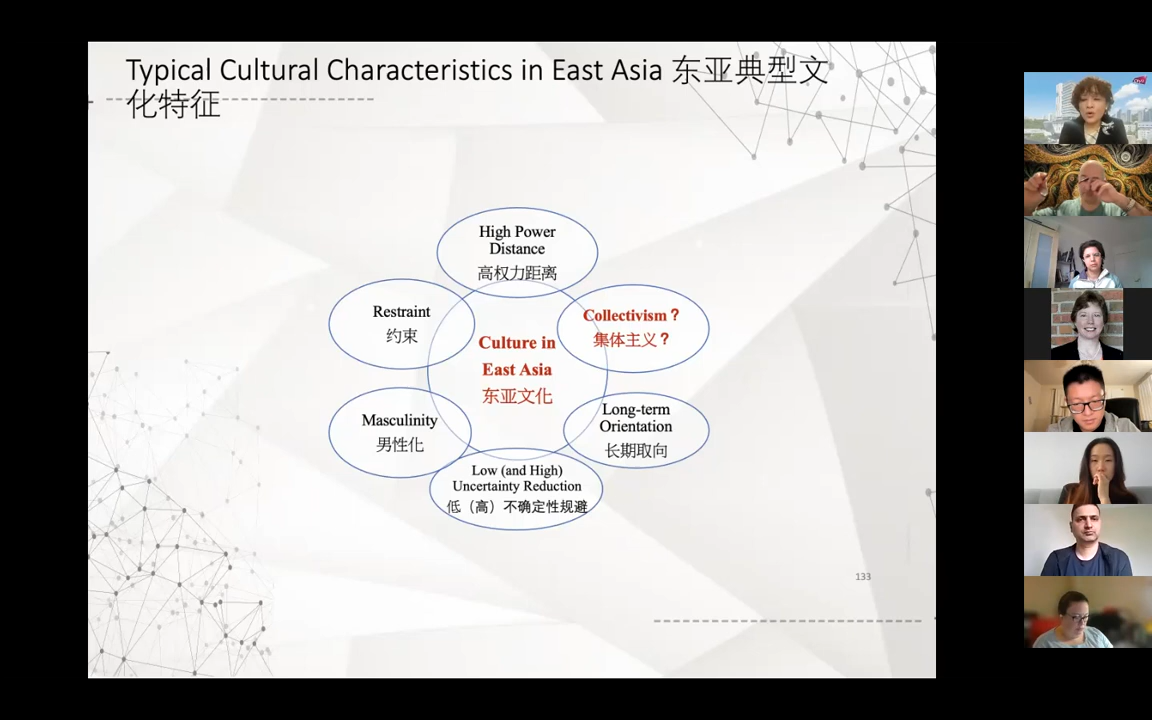 Typical Cultural Characteristics in East Asia 东亚典型文
化特征
High Power
Distance
高权力距离
Collectivism？
集体主义？
Long-term
Orientation
长期取向
Low (and High)
Uncertainty Reduction
低（高）不确定性规避
Masculinity
男性化
Restraint
约束
Culture in
East Asia
东亚文化
133